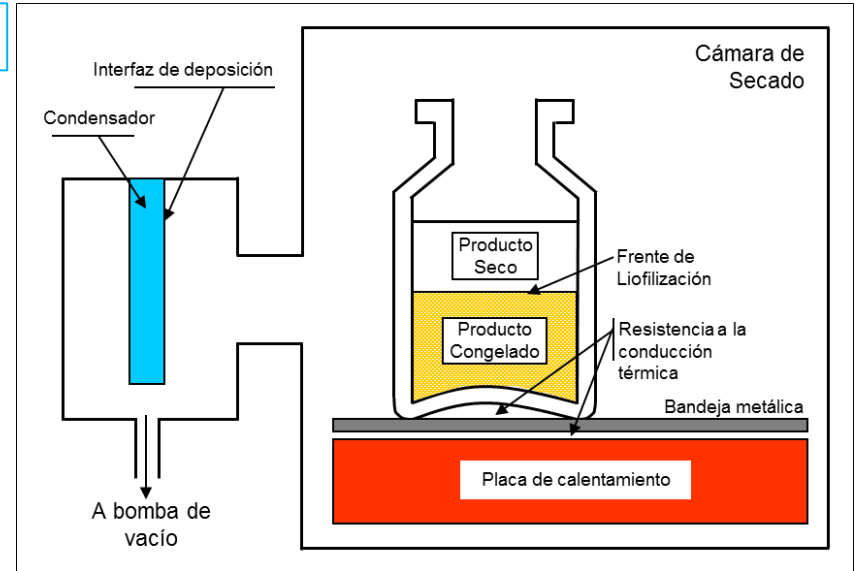 Cámara de
Secado
Interfaz de deposición
Condensador
Producto
Seco
Frente de
Liofilización
Producto
Congelado
Resistencia a la
conducción
térmica
Bandeja metálica
Placa de calentamiento
A bomba de
vacío